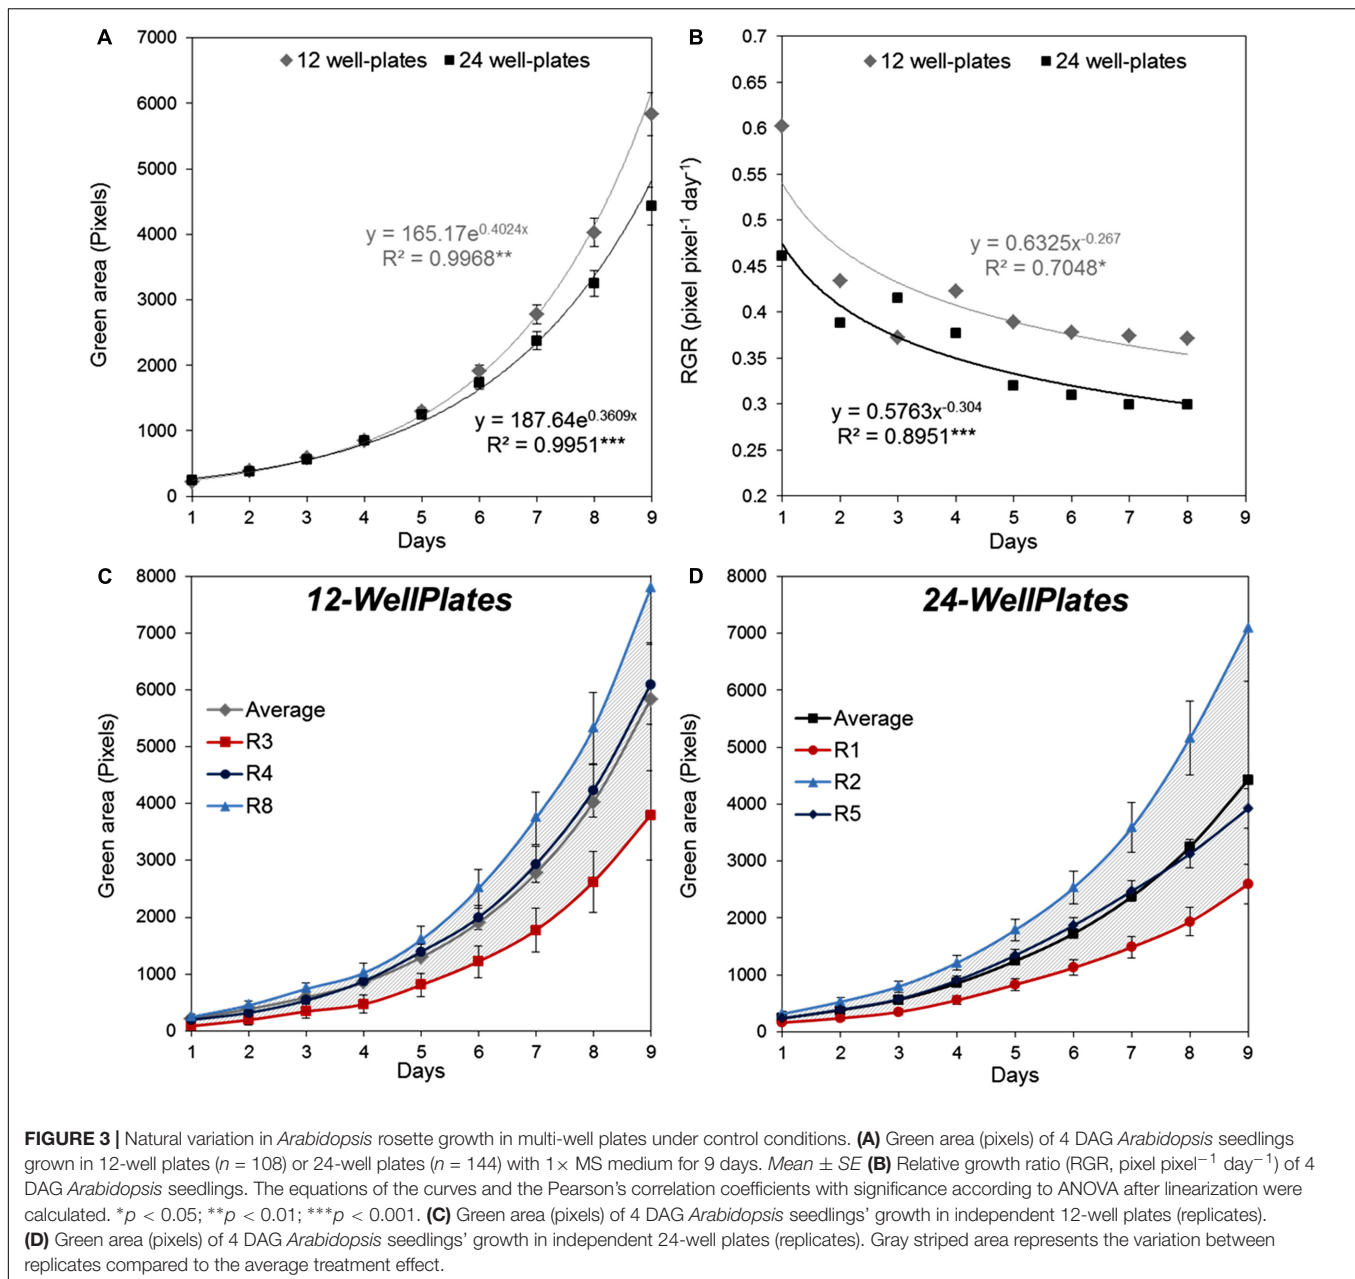 A
7000
6000
5000
4000
3000
2000
1000
0
Green area (Pixels)
12 well-plates 24 well-plates
y = 165.17e^0.4024x
R² = 0.9968**
y = 187.64e^0.3609x
R² = 0.9951***
1 2 3 4 5 6 7 8 9
Days
B
0.7
0.65
0.6
0.55
0.5
0.45
0.4
0.35
0.3
0.25
0.2
RGR (pixel pixel⁻¹ day⁻¹)
12 well-plates 24 well-plates
y = 0.6325x^-0.267
R² = 0.7048*
y = 0.5763x^-0.304
R² = 0.8951***
1 2 3 4 5 6 7 8 9
Days
C
8000
7000
6000
5000
4000
3000
2000
1000
0
Green area (Pixels)
12-WellPlates
Average
R3
R4
R8
1 2 3 4 5 6 7 8 9
Days
D
8000
7000
6000
5000
4000
3000
2000
1000
0
Green area (Pixels)
24-WellPlates
Average
R1
R2
R5
1 2 3 4 5 6 7 8 9
Days
FIGURE 3 | Natural variation in Arabidopsis rosette growth in multi-well plates under control conditions. (A) Green area (pixels) of 4 DAG Arabidopsis seedlings
grown in 12-well plates (n = 108) or 24-well plates (n = 144) with 1× MS medium for 9 days. Mean ± SE (B) Relative growth ratio (RGR, pixel pixel⁻¹ day⁻¹) of 4
DAG Arabidopsis seedlings. The equations of the curves and the Pearson's correlation coefficients with significance according to ANOVA after linearization were
calculated. *p < 0.05; **p < 0.01; ***p < 0.001. (C) Green area (pixels) of 4 DAG Arabidopsis seedlings' growth in independent 12-well plates (replicates).
(D) Green area (pixels) of 4 DAG Arabidopsis seedlings' growth in independent 24-well plates (replicates). Gray striped area represents the variation between
replicates compared to the average treatment effect.